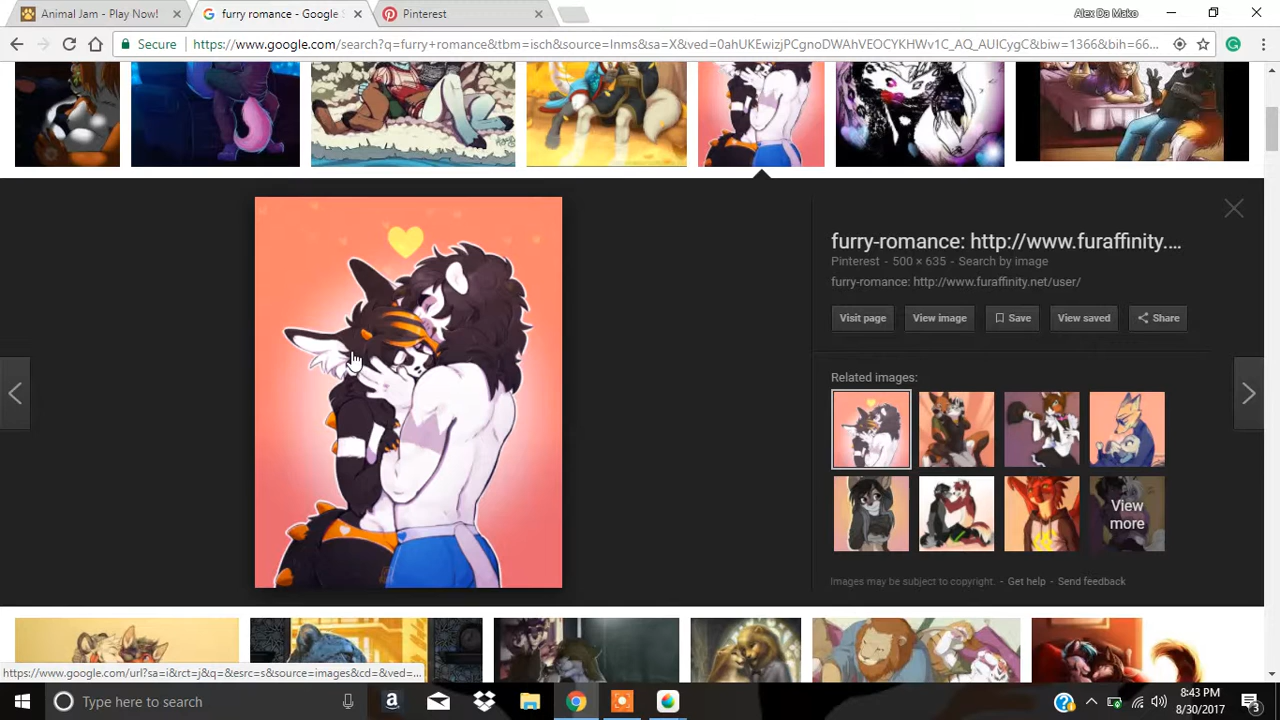 Animal Jam - Play Now!
furry romance - Google S
Pinterest
Alex Da Mako
Secure
https://www.google.com/search?q=furry+romance&tbm=isch&source=lnms&sa=X&ved=0ahUKEwizjPCgnpDWAhVEOCYKHWv1C_AQ_AUICygC&biw=1366&bih=66...
furry-romance: http://www.furaffinity....
Pinterest - 500 × 635 - Search by image
furry-romance: http://www.furaffinity.net/user/
Visit page
View image
Save
View saved
Share
Related images:
View
more
Images may be subject to copyright. - Get help - Send feedback
https://www.google.com/url?sa=i&rct=j&q=&esrc=s&source=images&cd=&ved=...
Type here to search
8:43 PM
8/30/2017
3